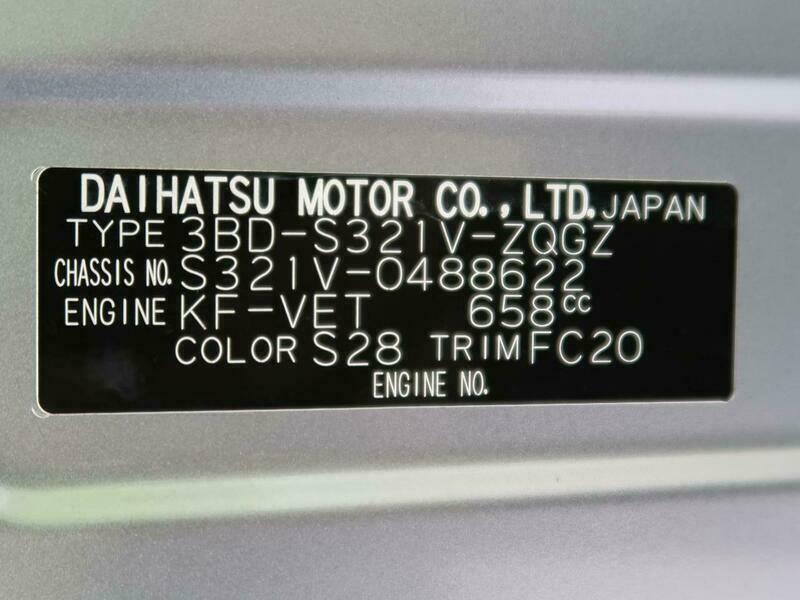 DAIHATSU MOTOR CO., LTD. JAPAN
TYPE 3BD-S321V-ZQGZ
CHASSIS NO. S321V-0488622
ENGINE KF-VET 658cc
COLOR S28 TRIM FC20
ENGINE NO.